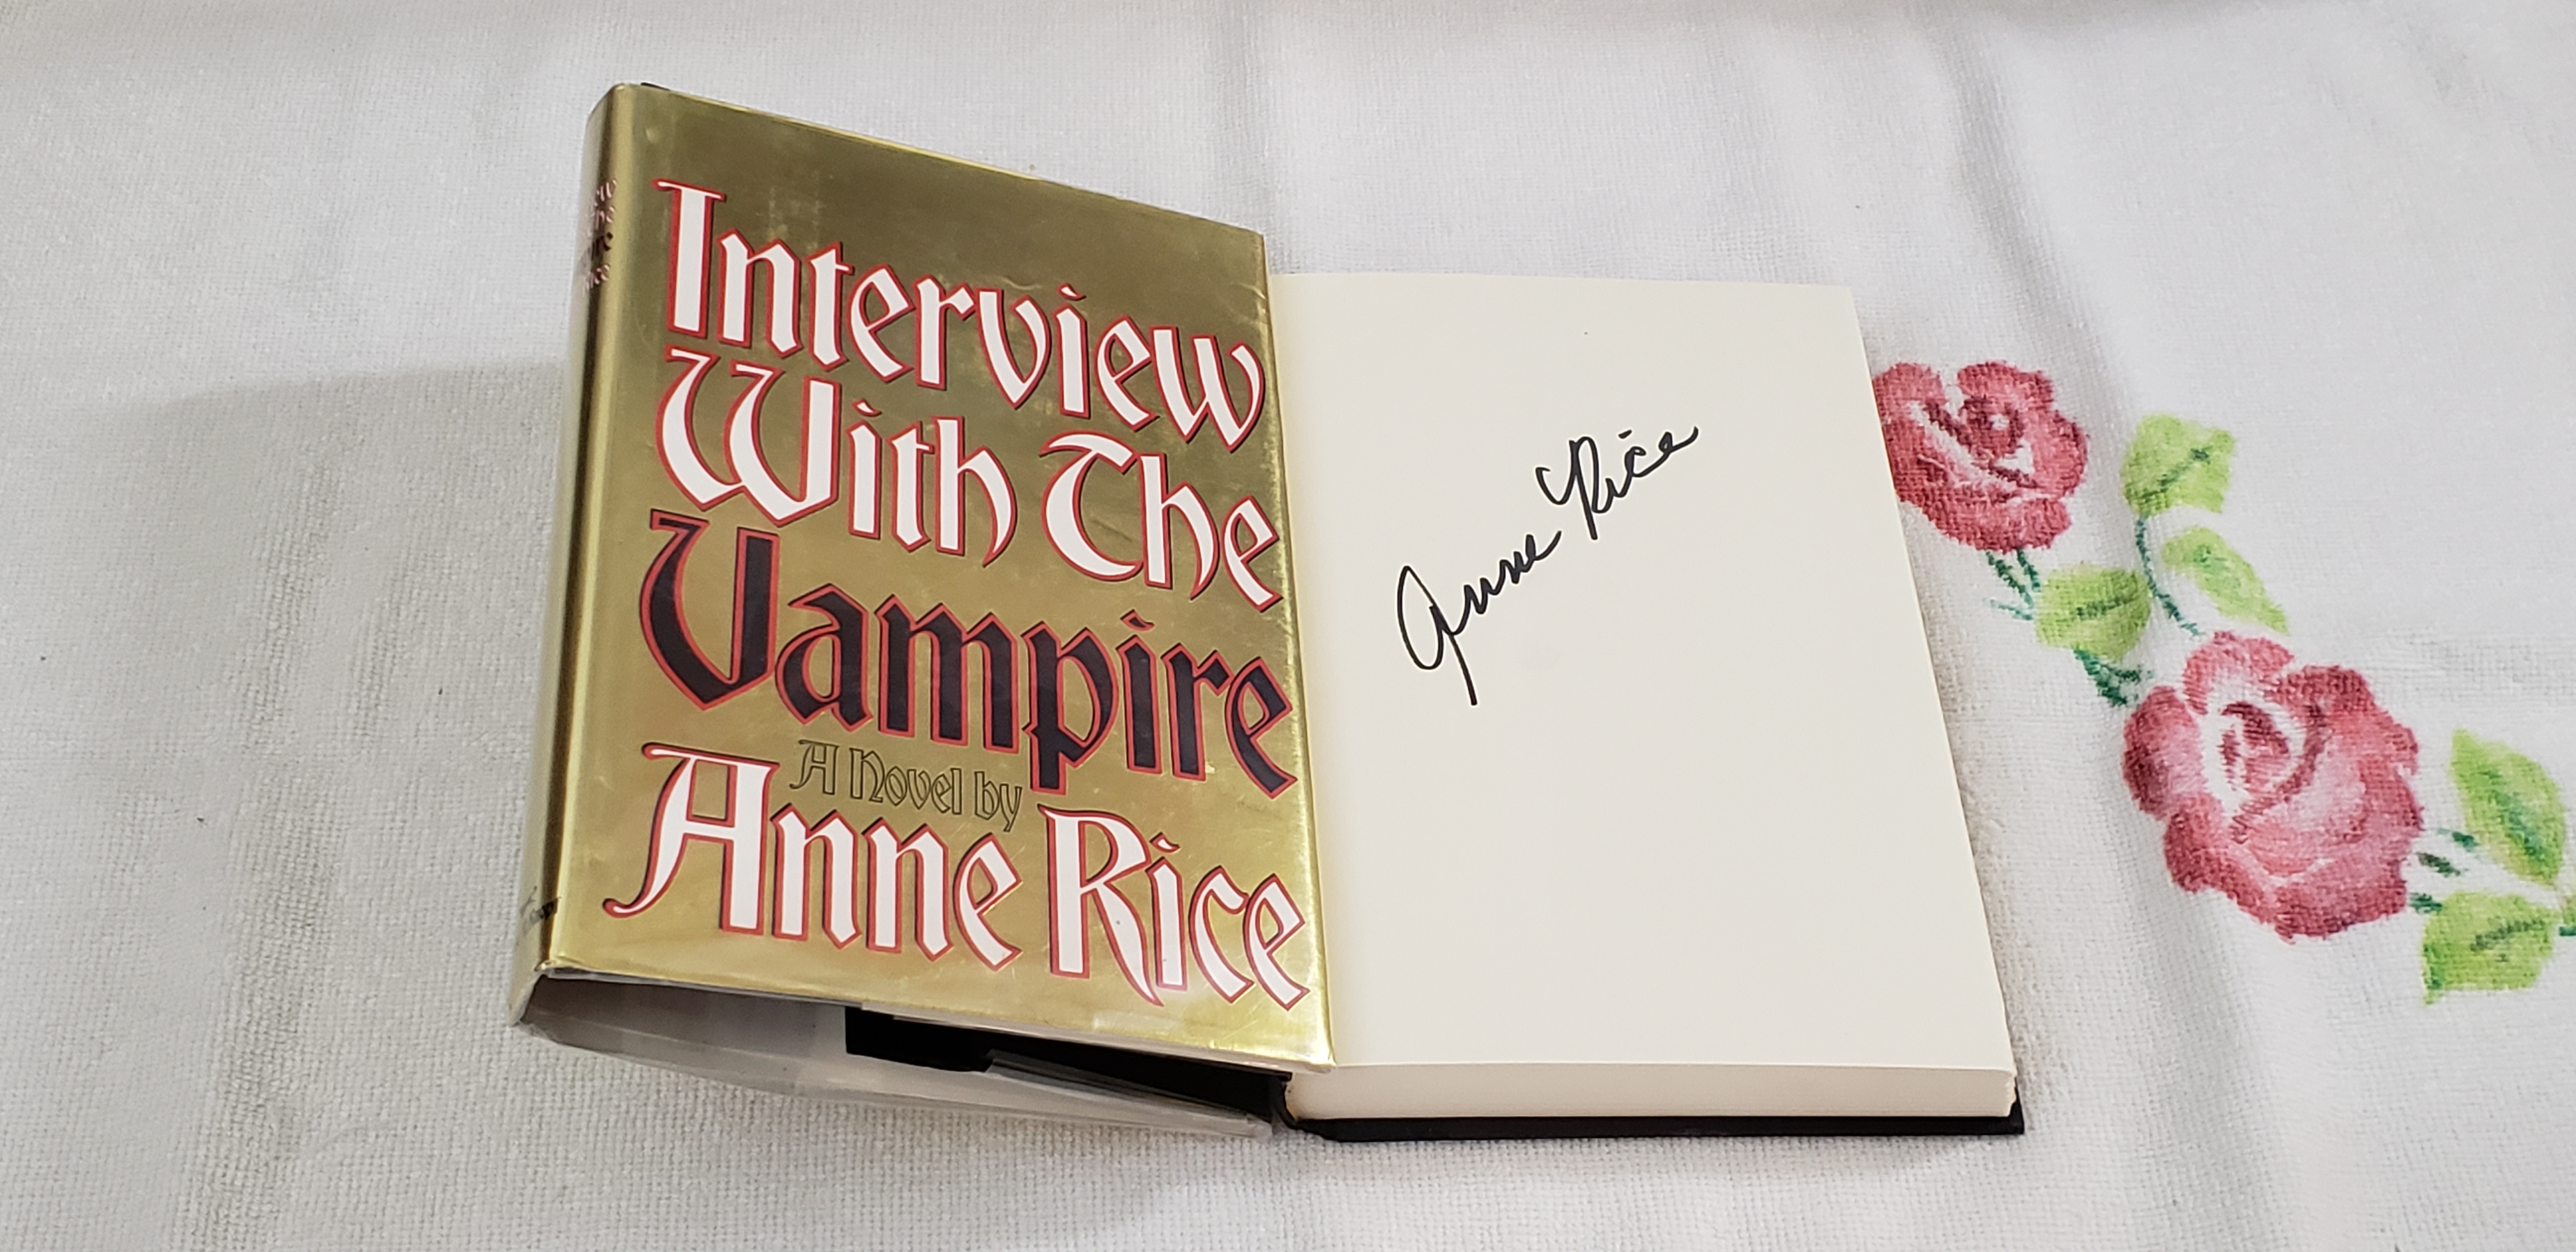 Interview
With The
Vampire
A Novel by
Anne Rice
Anne Rice